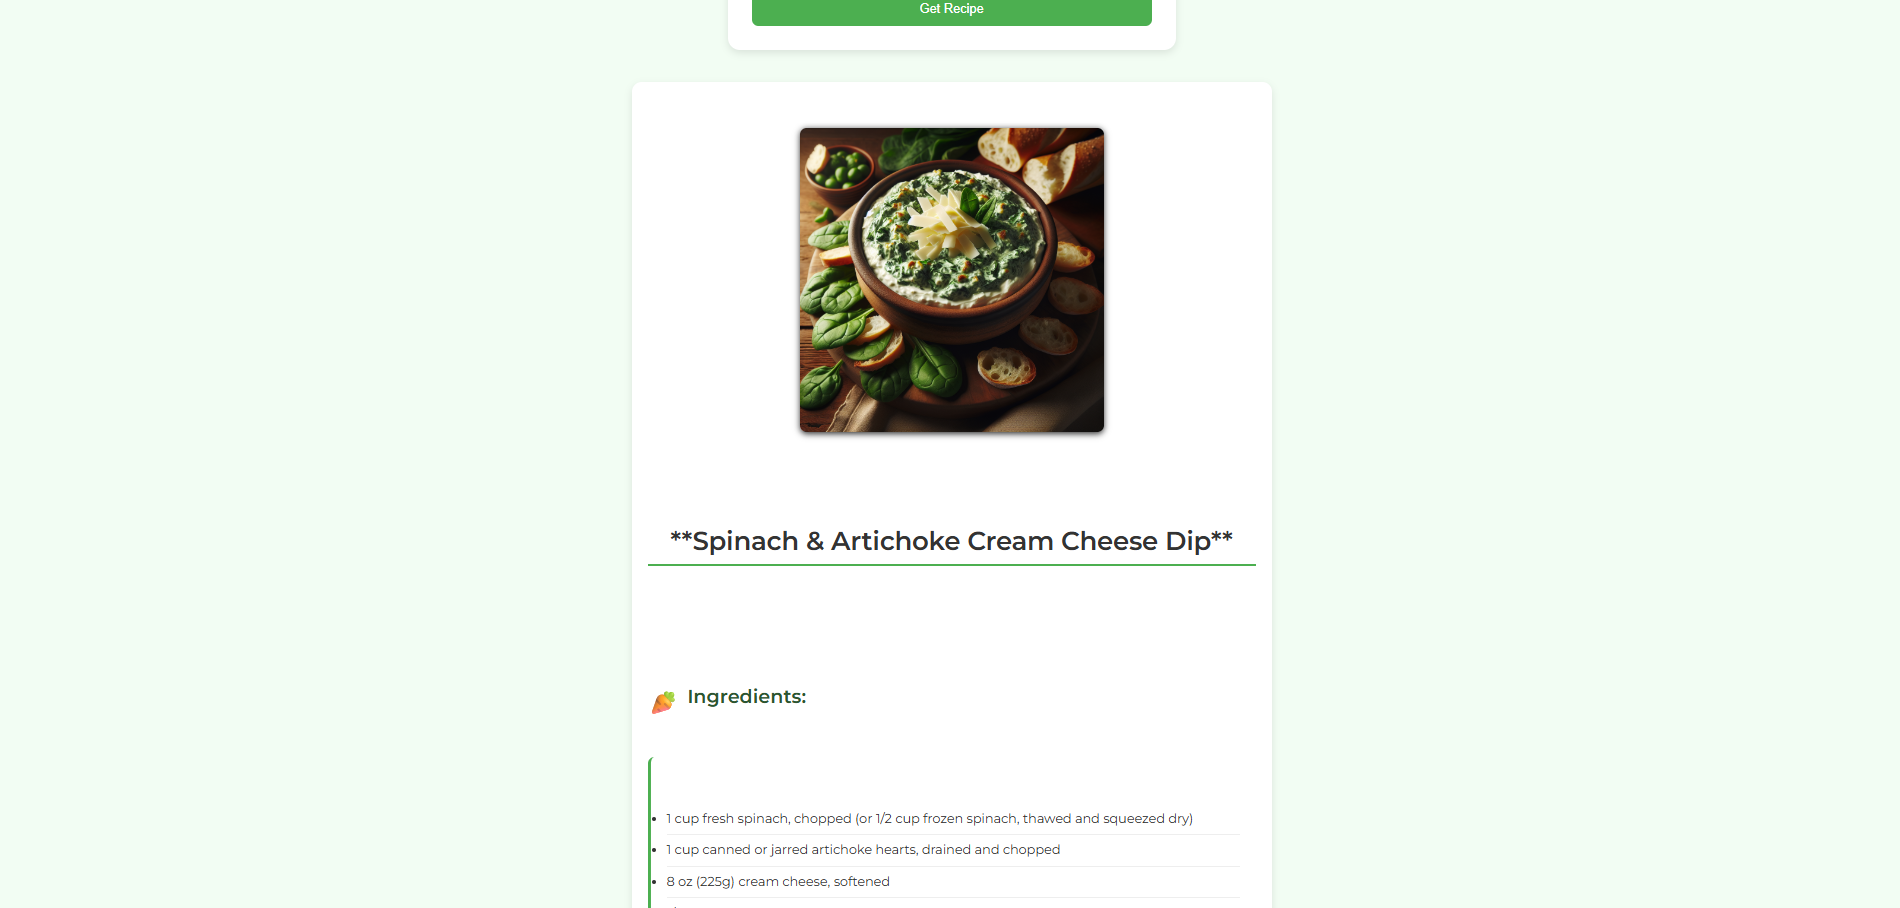 Get Recipe
**Spinach & Artichoke Cream Cheese Dip**
Ingredients:
1 cup fresh spinach, chopped (or 1/2 cup frozen spinach, thawed and squeezed dry)
1 cup canned or jarred artichoke hearts, drained and chopped
8 oz (225g) cream cheese, softened